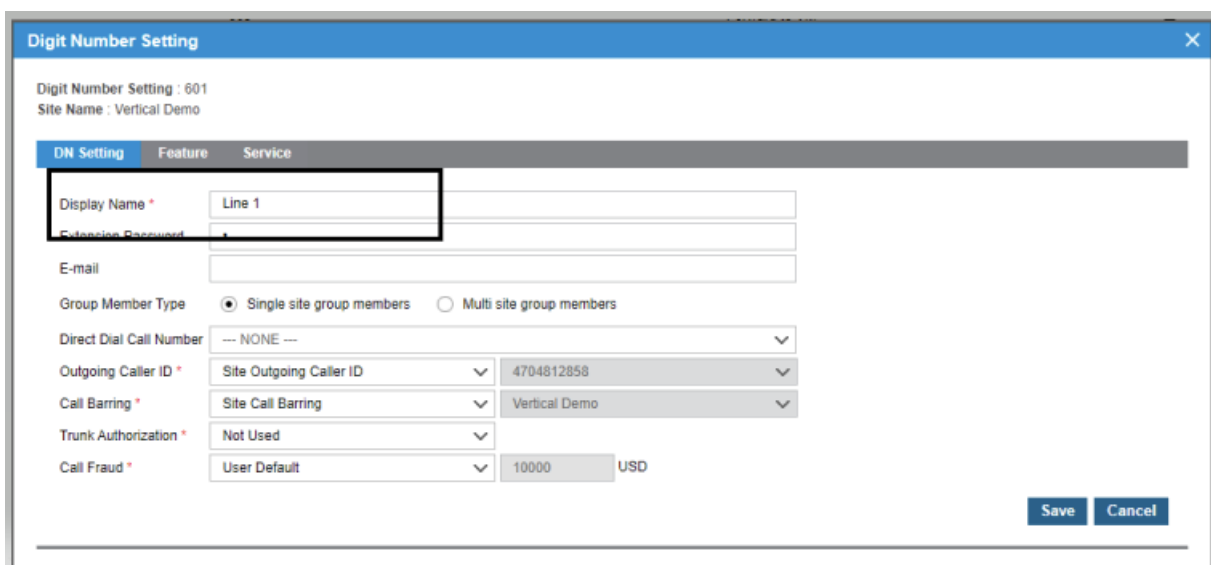 Digit Number Setting
Digit Number Setting : 601
Site Name : Vertical Demo
DN Setting Feature Service
Display Name * Line 1
Extension Password
E-mail
Group Member Type Single site group members Multi site group members
Direct Dial Call Number --- NONE ---
Outgoing Caller ID * Site Outgoing Caller ID 4704812858
Call Barring * Site Call Barring Vertical Demo
Trunk Authorization * Not Used
Call Fraud * User Default 10000 USD
Save Cancel